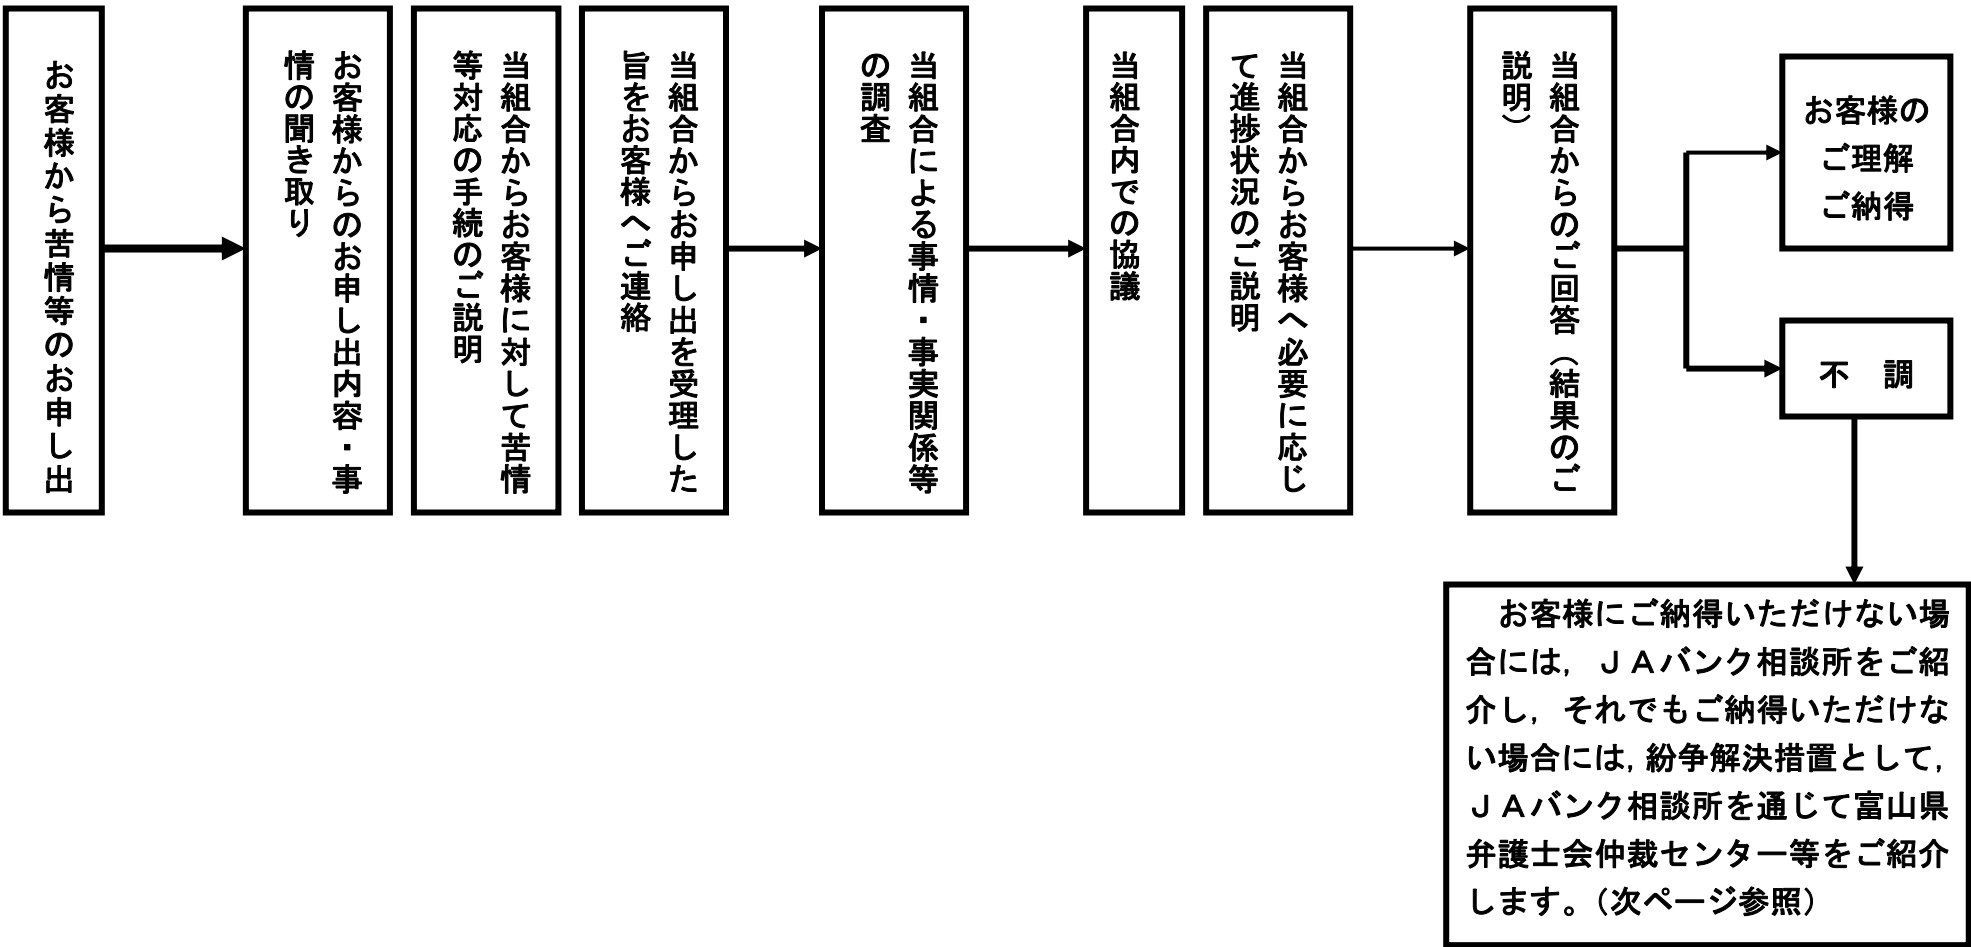 お客様から苦情等のお申し出
お客様からのお申し出内容・事
情の聞き取り
当組合からお客様に対して苦情
等対応の手続のご説明
当組合からお申し出を受理した
旨をお客様へご連絡
当組合による事情・事実関係等
の調査
当組合内での協議
当組合からお客様へ必要に応じ
て進捗状況のご説明
当組合からのご回答（結果のご
説明）
お客様の
ご理解
ご納得
不　調
　お客様にご納得いただけない場
合には，ＪＡバンク相談所をご紹
介し，それでもご納得いただけな
い場合には，紛争解決措置として，
ＪＡバンク相談所を通じて富山県
弁護士会仲裁センター等をご紹介
します。（次ページ参照）